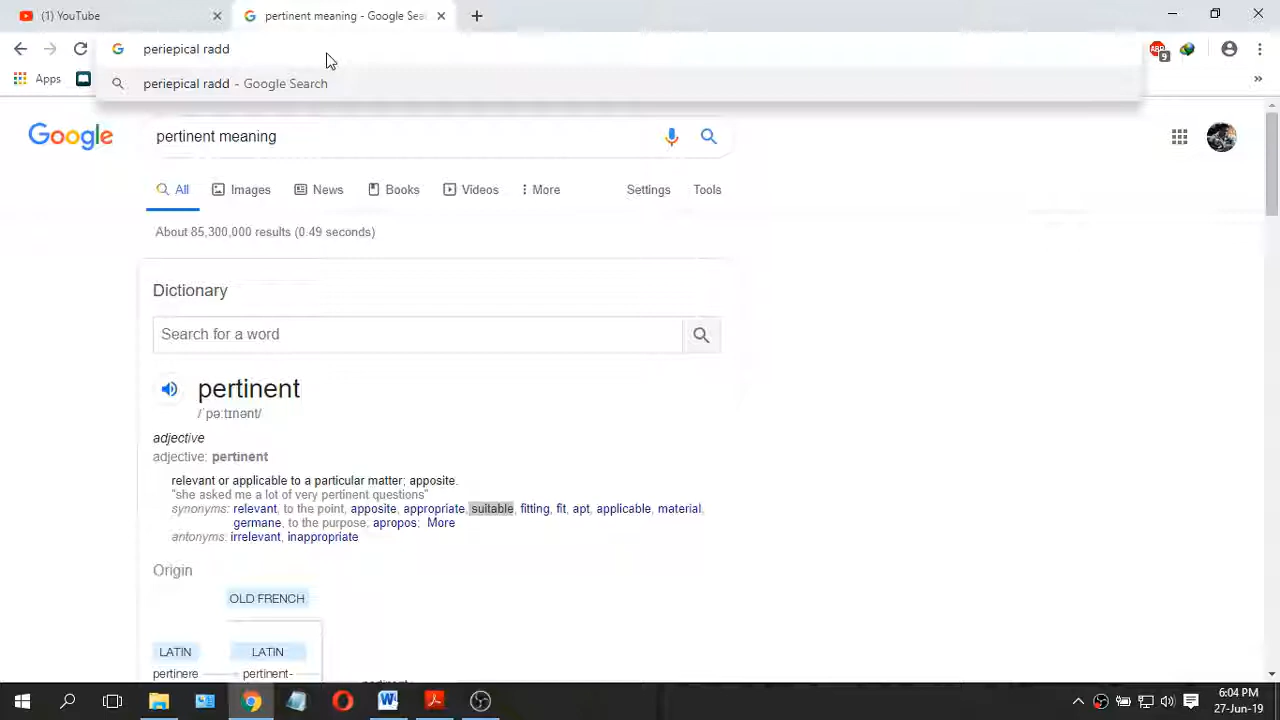 (1) YouTube
pertinent meaning - Google Sea
periepical radd
periepical radd - Google Search
9
Apps
»
Google
pertinent meaning
All Images News Books Videos More Settings Tools
About 85,300,000 results (0.49 seconds)
Dictionary
Search for a word
pertinent
/ˈpəːtɪnənt/
adjective
adjective: pertinent
relevant or applicable to a particular matter; apposite.
"she asked me a lot of very pertinent questions"
synonyms: relevant, to the point, apposite, appropriate, suitable, fitting, fit, apt, applicable, material,
germane, to the purpose, apropos; More
antonyms: irrelevant, inappropriate
Origin
OLD FRENCH
LATIN LATIN
pertinere pertinent-
6:04 PM
27-Jun-19